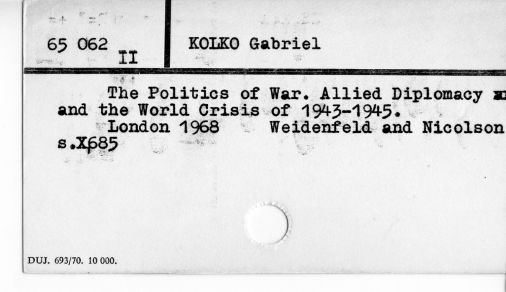 65 062
II
KOLKO Gabriel
The Politics of War. Allied Diplomacy
and the World Crisis of 1943-1945.
London 1968 Weidenfeld and Nicolson
s.X,685
DUJ. 693/70. 10 000.